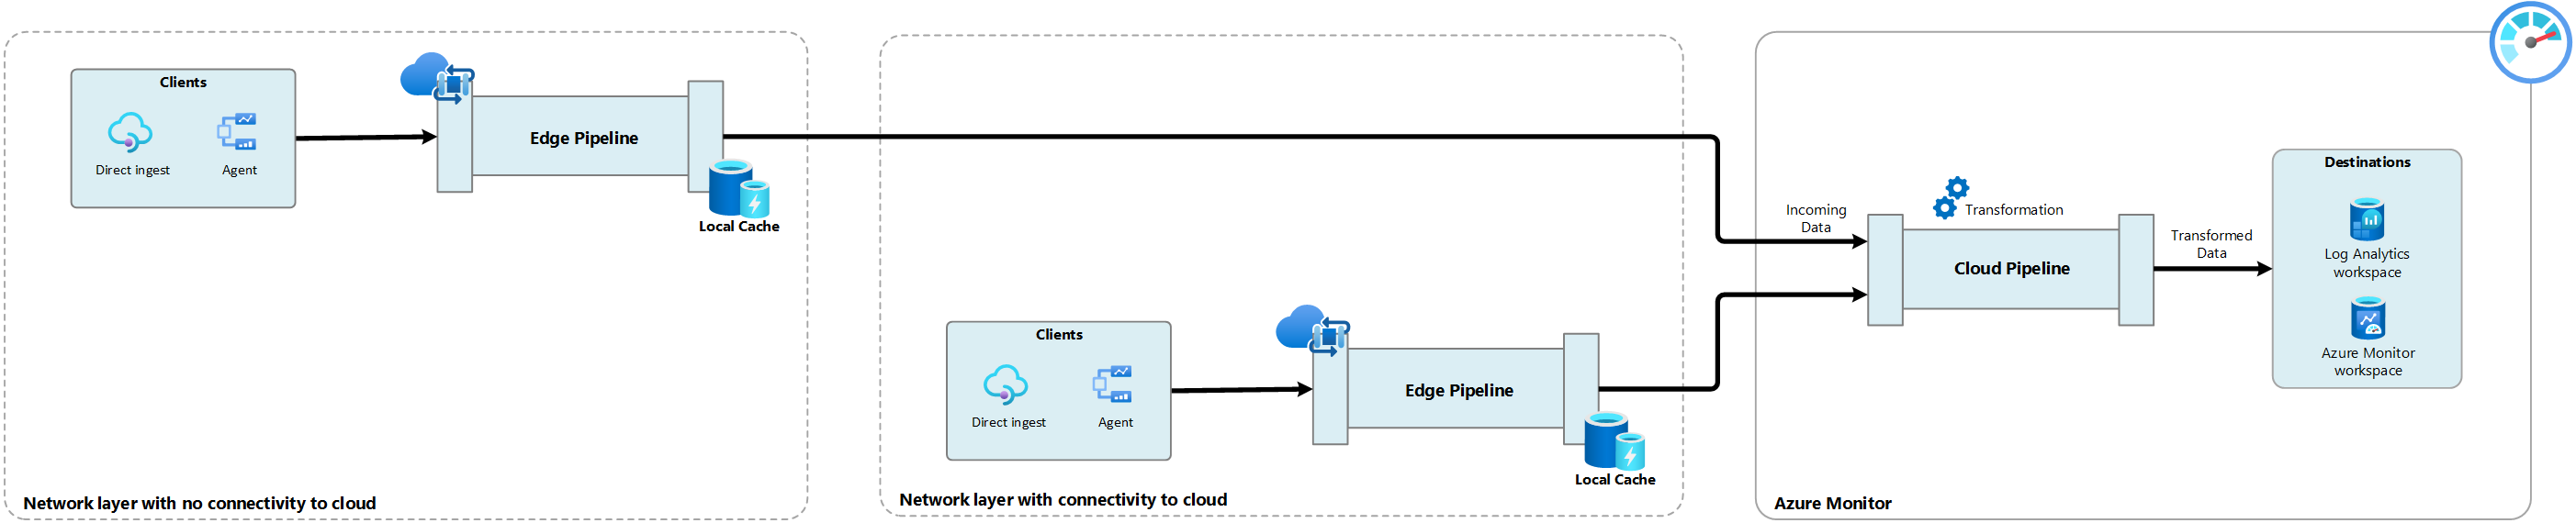 Clients
Direct ingest
Agent
Edge Pipeline
Local Cache
Network layer with no connectivity to cloud
Clients
Direct ingest
Agent
Edge Pipeline
Local Cache
Network layer with connectivity to cloud
Incoming
Data
Transformation
Cloud Pipeline
Transformed
Data
Destinations
Log Analytics
workspace
Azure Monitor
workspace
Azure Monitor